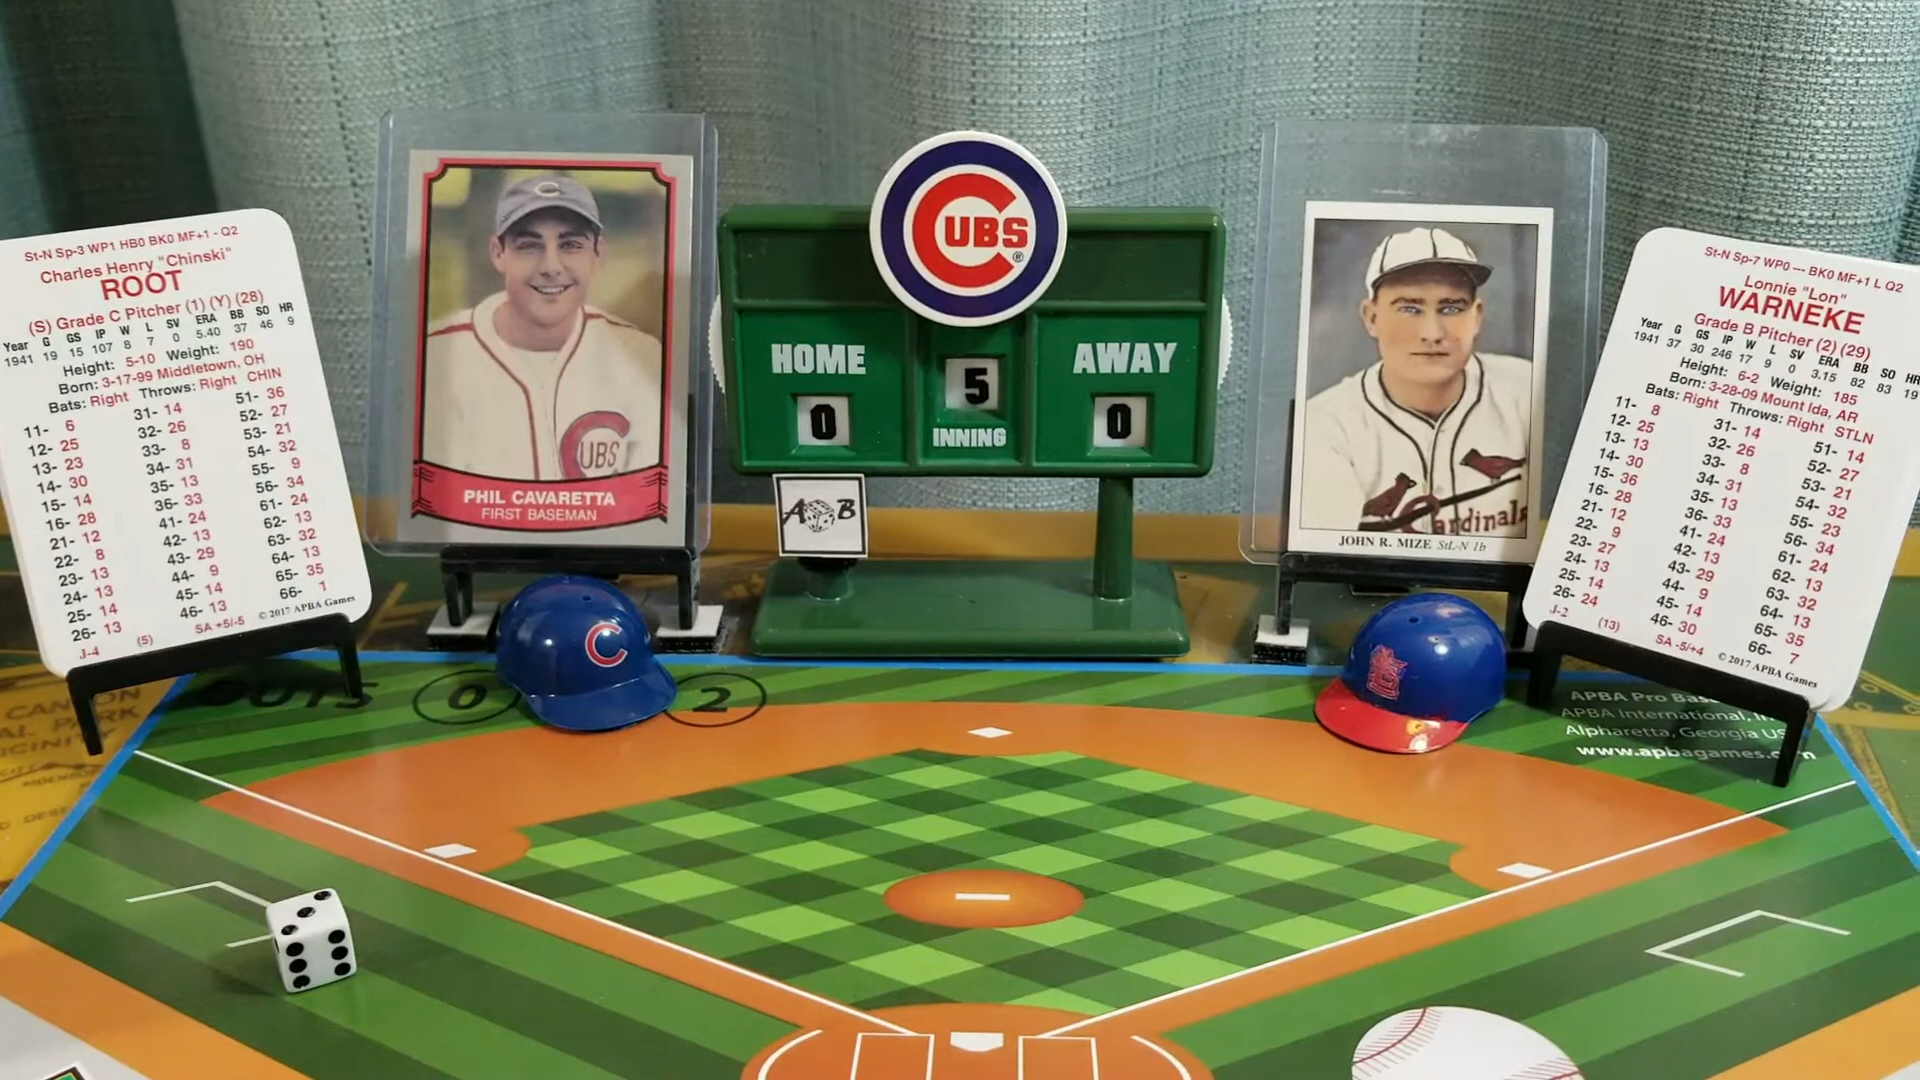 St-N Sp-3 WP1 HB0 BK0 MF+1 - Q2
Charles Henry "Chinski"
ROOT
(S) Grade C Pitcher (1) (Y) (28)
Year G GS IP W L SV ERA BB SO HR
1941 19 15 107 8 7 0 5.40 37 46 9
Height: 5-10 Weight: 190
Born: 3-17-99 Middletown, OH
Bats: Right Throws: Right CHIN
11- 6 31- 14 51- 36
12- 25 32- 26 52- 27
13- 23 33- 8 53- 21
14- 30 34- 31 54- 32
15- 14 35- 13 55- 9
16- 28 36- 33 56- 34
21- 12 41- 24 61- 24
22- 8 42- 13 62- 13
23- 13 43- 29 63- 32
24- 13 44- 9 64- 13
25- 14 45- 14 65- 35
26- 13 46- 13 66- 1
J-4 (5) SA +5/-5 © 2017 APBA Games
C
CUBS
PHIL CAVARETTA
FIRST BASEMAN
CUBS®
HOME
0
5
INNING
AWAY
0
A B
Cardinals
JOHN R. MIZE StL-N 1b
St-N Sp-7 WP0 --- BK0 MF+1 L Q2
Lonnie "Lon"
WARNEKE
Grade B Pitcher (2) (29)
Year G GS IP W L SV ERA BB SO HR
1941 37 30 246 17 9 0 3.15 82 83 19
Height: 6-2 Weight: 185
Born: 3-28-09 Mount Ida, AR
Bats: Right Throws: Right STLN
11- 8 31- 14 51- 14
12- 25 32- 26 52- 27
13- 13 33- 8 53- 21
14- 30 34- 31 54- 32
15- 36 35- 13 55- 23
16- 28 36- 33 56- 34
21- 12 41- 24 61- 24
22- 9 42- 13 62- 13
23- 27 43- 29 63- 32
24- 13 44- 9 64- 13
25- 14 45- 14 65- 35
26- 24 46- 30 66- 7
J-2 (13) SA -5/+4 © 2017 APBA Games
C
STL
OUTS 0 2
APBA Pro Bas
APBA International, In
Alpharetta, Georgia US
www.apbagames.com